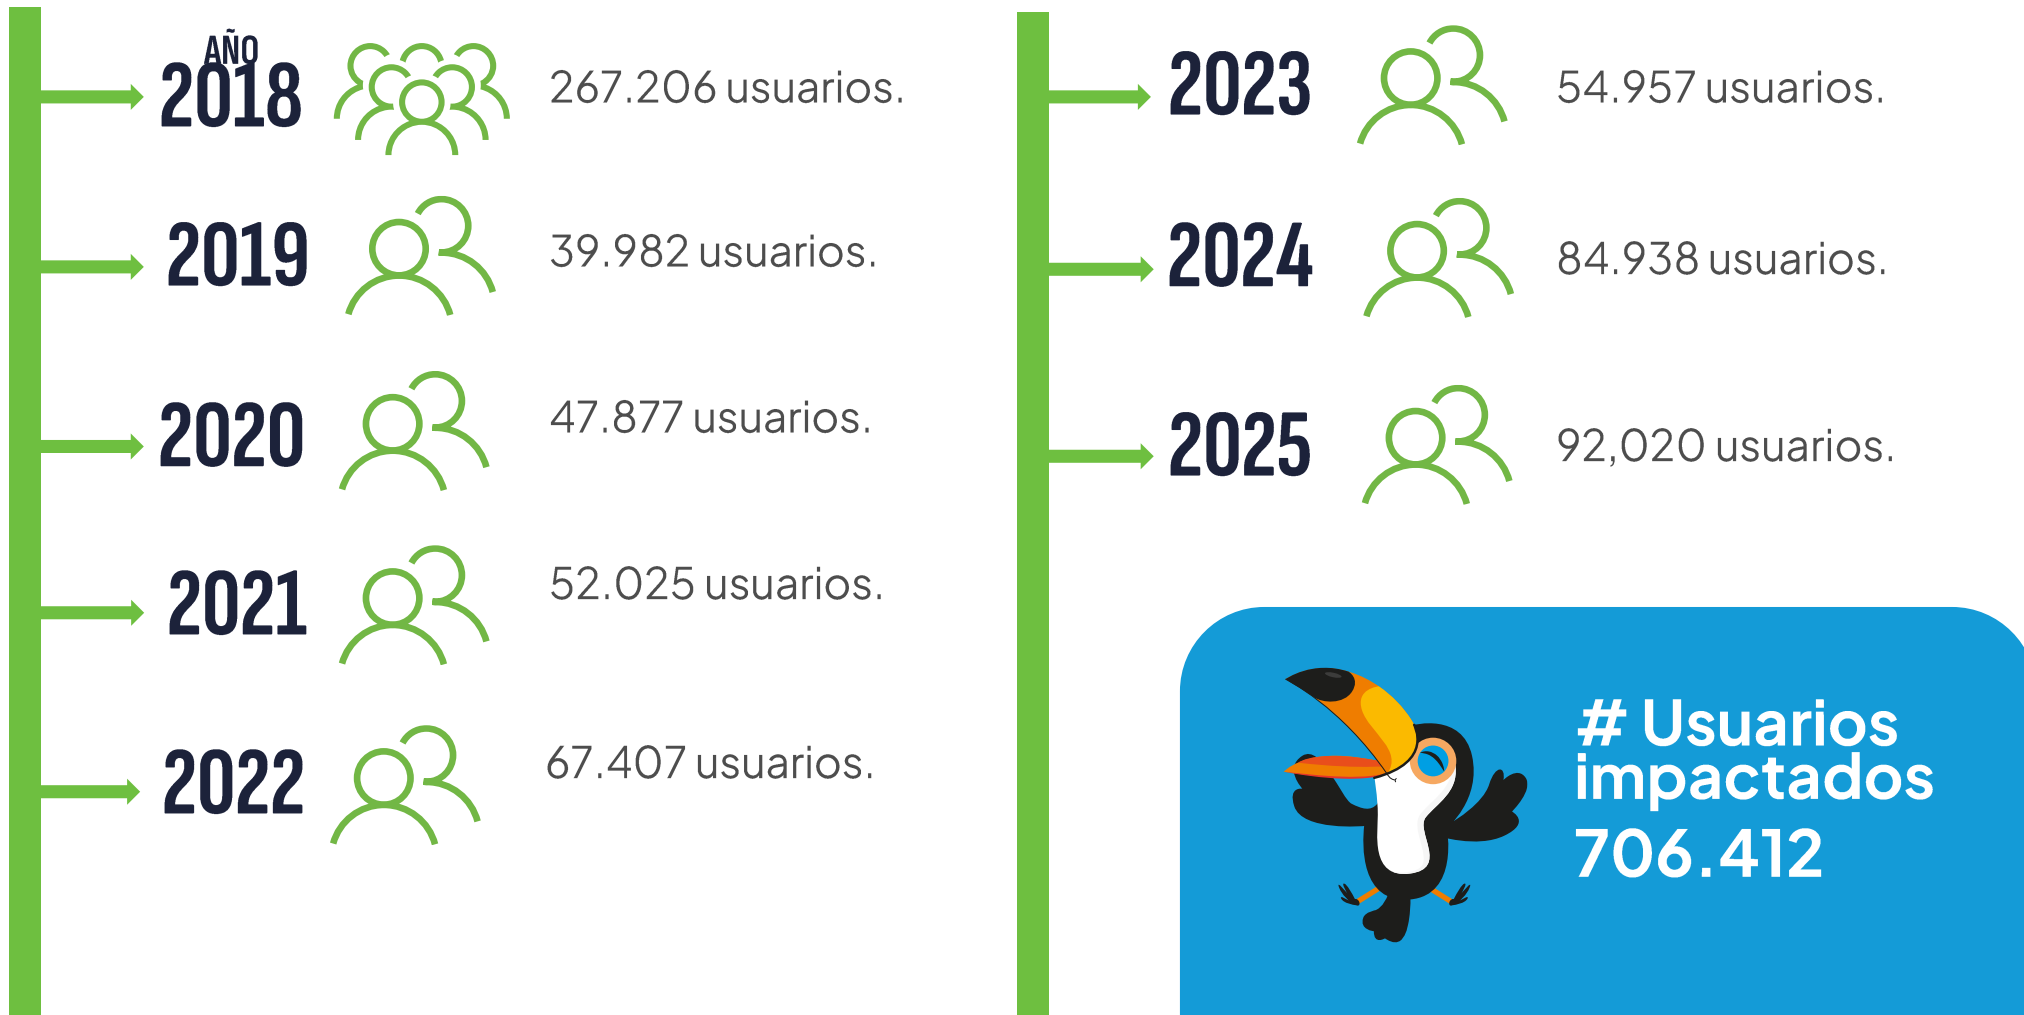 AÑO
2018
267.206 usuarios.
2019
39.982 usuarios.
2020
47.877 usuarios.
2021
52.025 usuarios.
2022
67.407 usuarios.
2023
54.957 usuarios.
2024
84.938 usuarios.
2025
92,020 usuarios.
# Usuarios
impactados
706.412